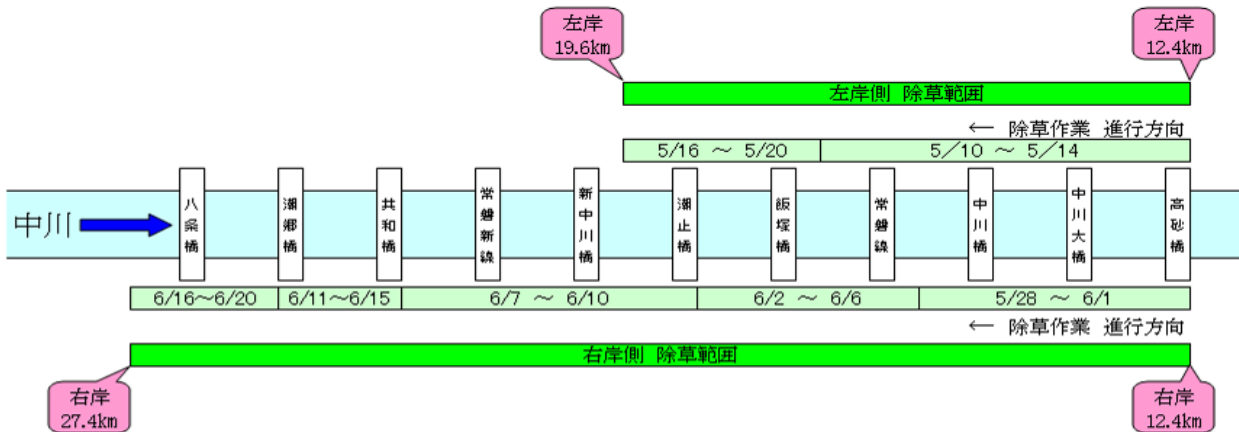 左岸
19.6km
左岸
12.4km
左岸側 除草範囲
← 除草作業 進行方向
5/16 ～ 5/20
5／10 ～ 5／14
中川
八条橋
潮郷橋
共和橋
常磐新線
新中川橋
潮止橋
飯塚橋
常磐線
中川橋
中川大橋
高砂橋
6/16～6/20
6/11～6/15
6/7 ～ 6/10
6/2 ～ 6/6
5/28 ～ 6/1
← 除草作業 進行方向
右岸側 除草範囲
右岸
27.4km
右岸
12.4km